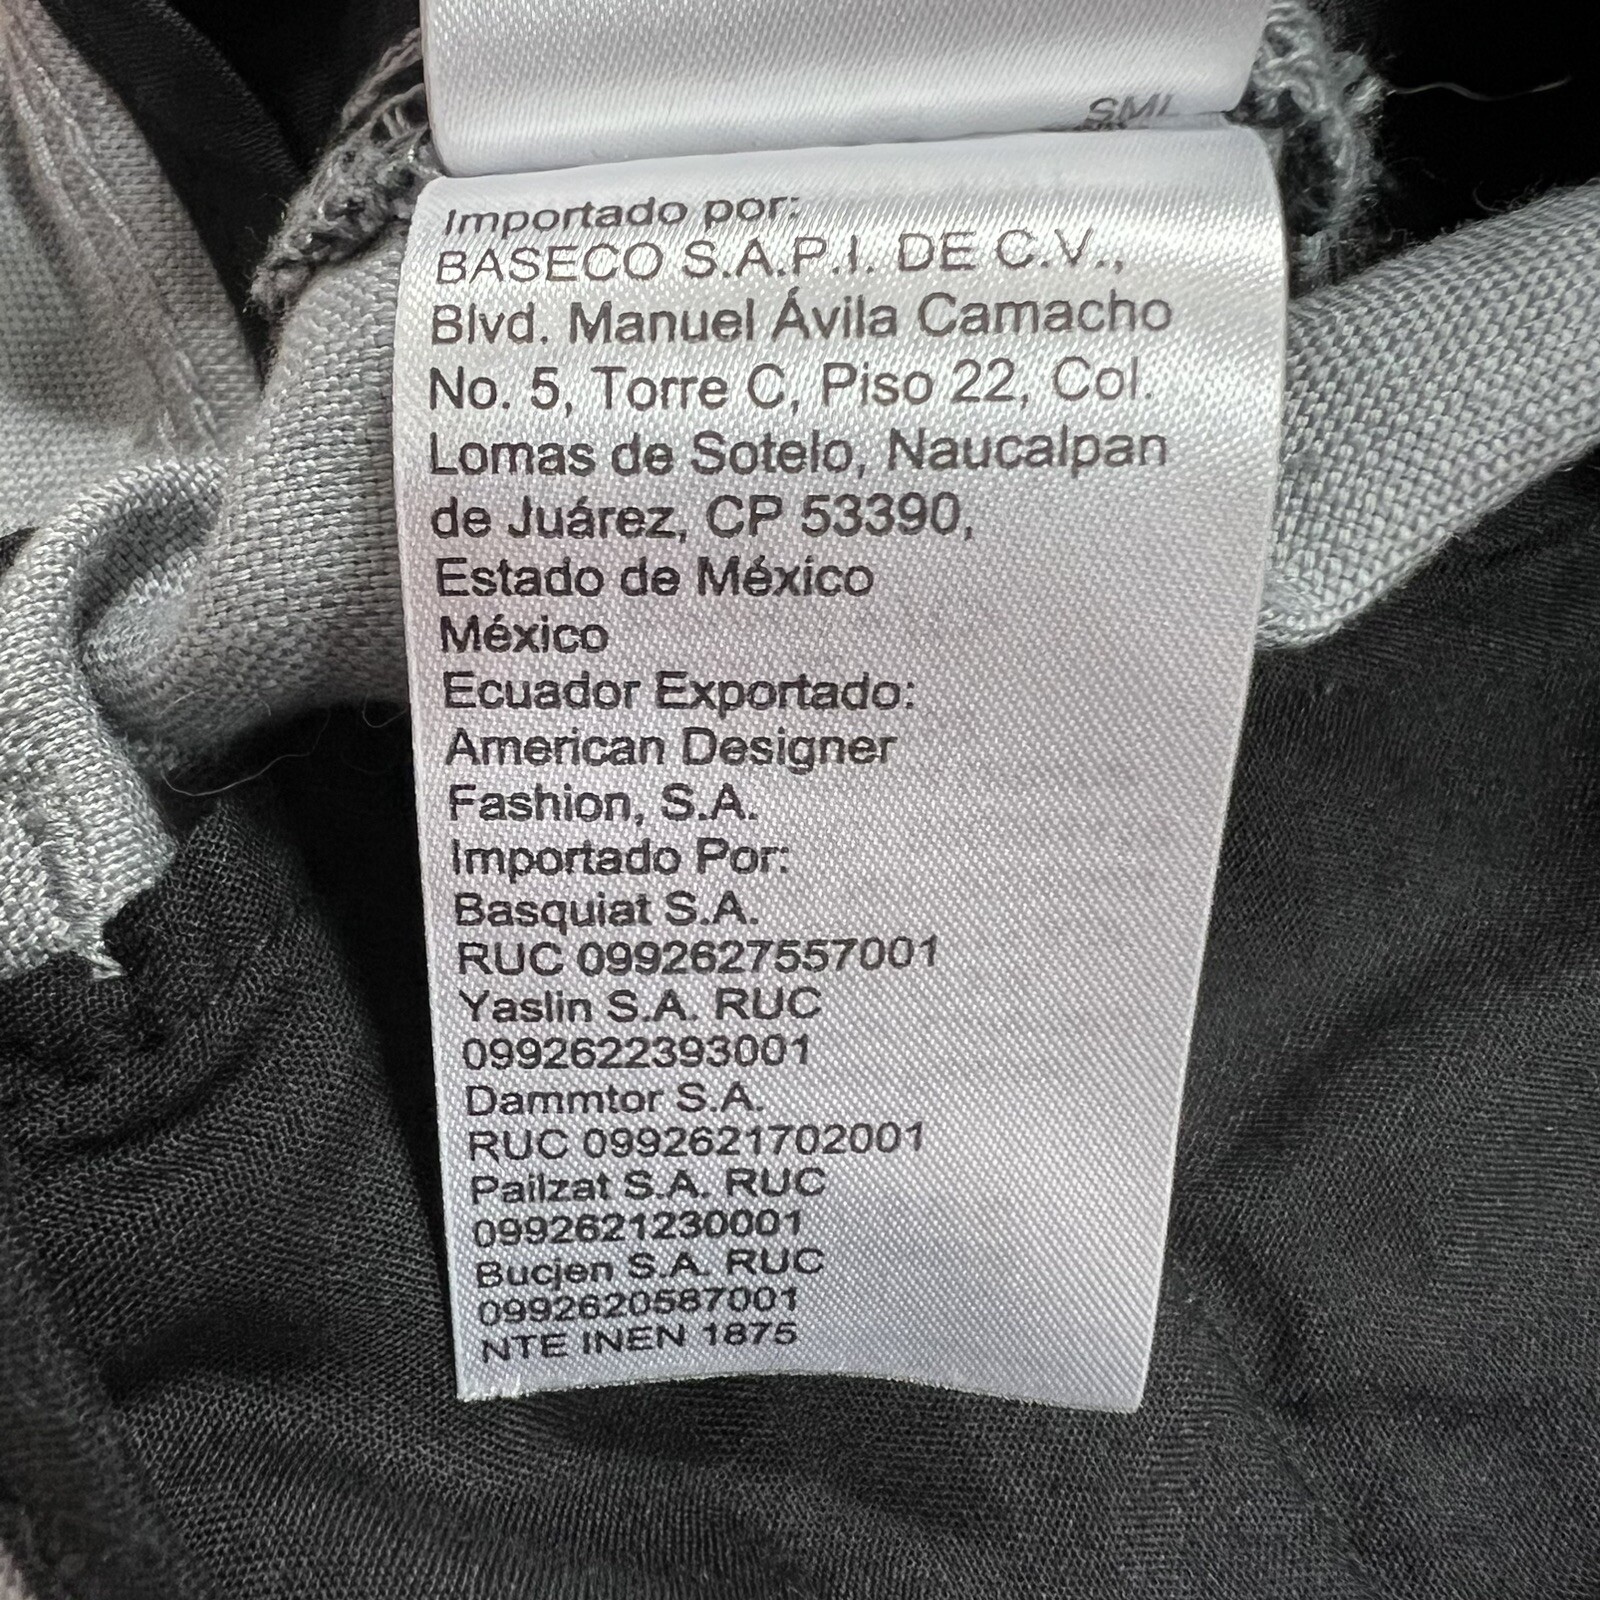 SML
Importado por:
BASECO S.A.P.I. DE C.V.,
Blvd. Manuel Ávila Camacho
No. 5, Torre C, Piso 22, Col.
Lomas de Sotelo, Naucalpan
de Juárez, CP 53390,
Estado de México
México
Ecuador Exportado:
American Designer
Fashion, S.A.
Importado Por:
Basquiat S.A.
RUC 0992627557001
Yaslin S.A. RUC
0992622393001
Dammtor S.A.
RUC 0992621702001
Pailzat S.A. RUC
0992621230001
Bucjen S.A. RUC
0992620587001
NTE INEN 1875